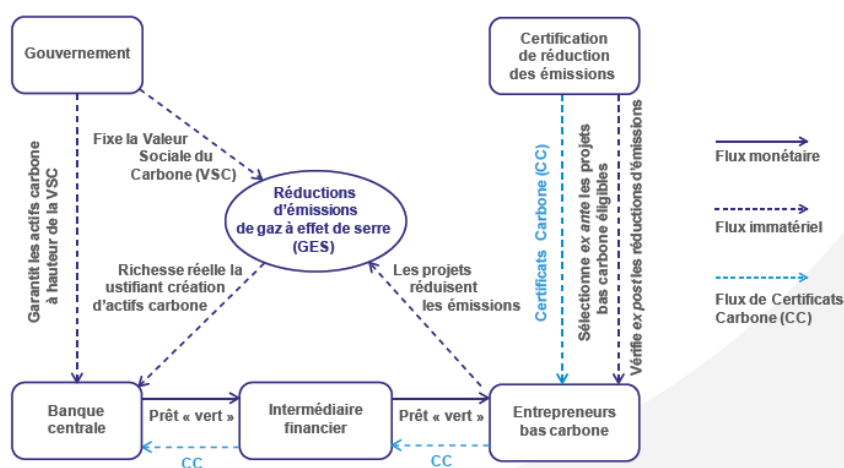 Gouvernement
Certification
de réduction
des émissions
Fixe la Valeur
Sociale du
Carbone (VSC)
Garantit les actifs carbone
à hauteur de la VSC
Réductions
d'émissions
de gaz à effet de serre
(GES)
Certificats Carbone (CC)
Sélectionne ex ante les projets
bas carbone éligibles
Vérifie ex post les réductions d'émissions
Flux monétaire
Flux immatériel
Flux de Certificats
Carbone (CC)
Richesse réelle la
ustifiant création
d'actifs carbone
Les projets
réduisent
les émissions
Banque
centrale
Prêt « vert »
CC
Intermédiaire
financier
Prêt « vert »
CC
Entrepreneurs
bas carbone